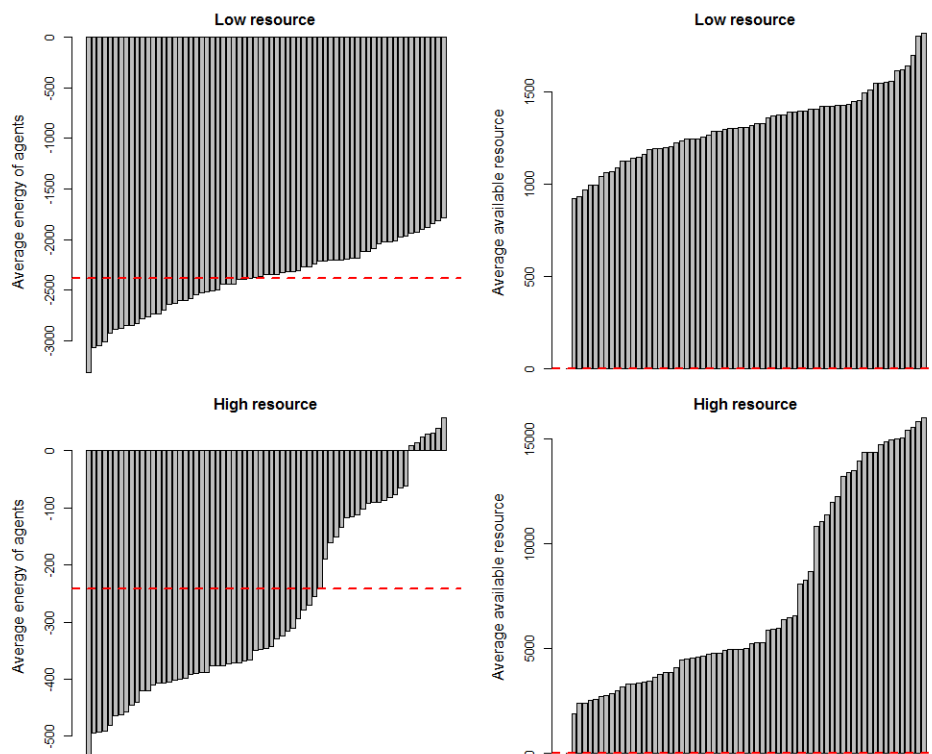 Low resource
Average energy of agents
0
-500
-1000
-1500
-2000
-2500
-3000
Low resource
Average available resource
1500
1000
500
0
High resource
Average energy of agents
0
-100
-200
-300
-400
-500
High resource
Average available resource
15000
10000
5000
0